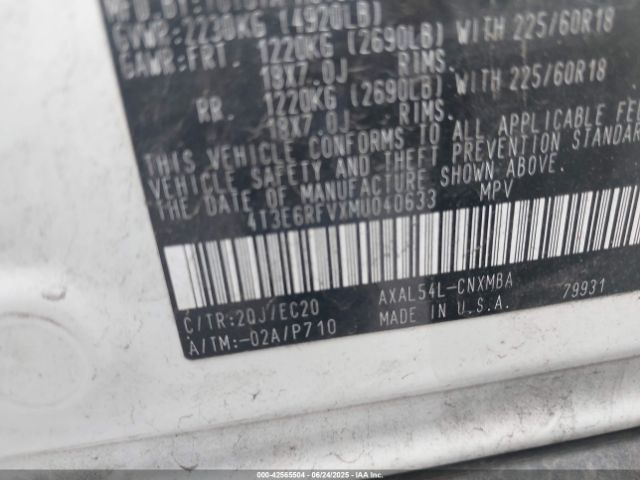 GVWR: 2230KG (4920LB)
GAWR: FRT. 1220KG (2690LB) WITH 225/60R18
18X7.0J RIMS.
RR. 1220KG (2690LB) WITH 225/60R18
18X7.0J RIMS.
THIS VEHICLE CONFORMS TO ALL APPLICABLE
VEHICLE SAFETY AND THEFT PREVENTION STANDAR
THE DATE OF MANUFACTURE SHOWN ABOVE.
4T3E6RFVXMU040633 MPV
C/TR:2QJ/EC20 AXAL54L-CNXMBA 79931
A/TM:-02A/P710 MADE IN U.S.A.
000-42565504 06/24/2025 IAAI.COM